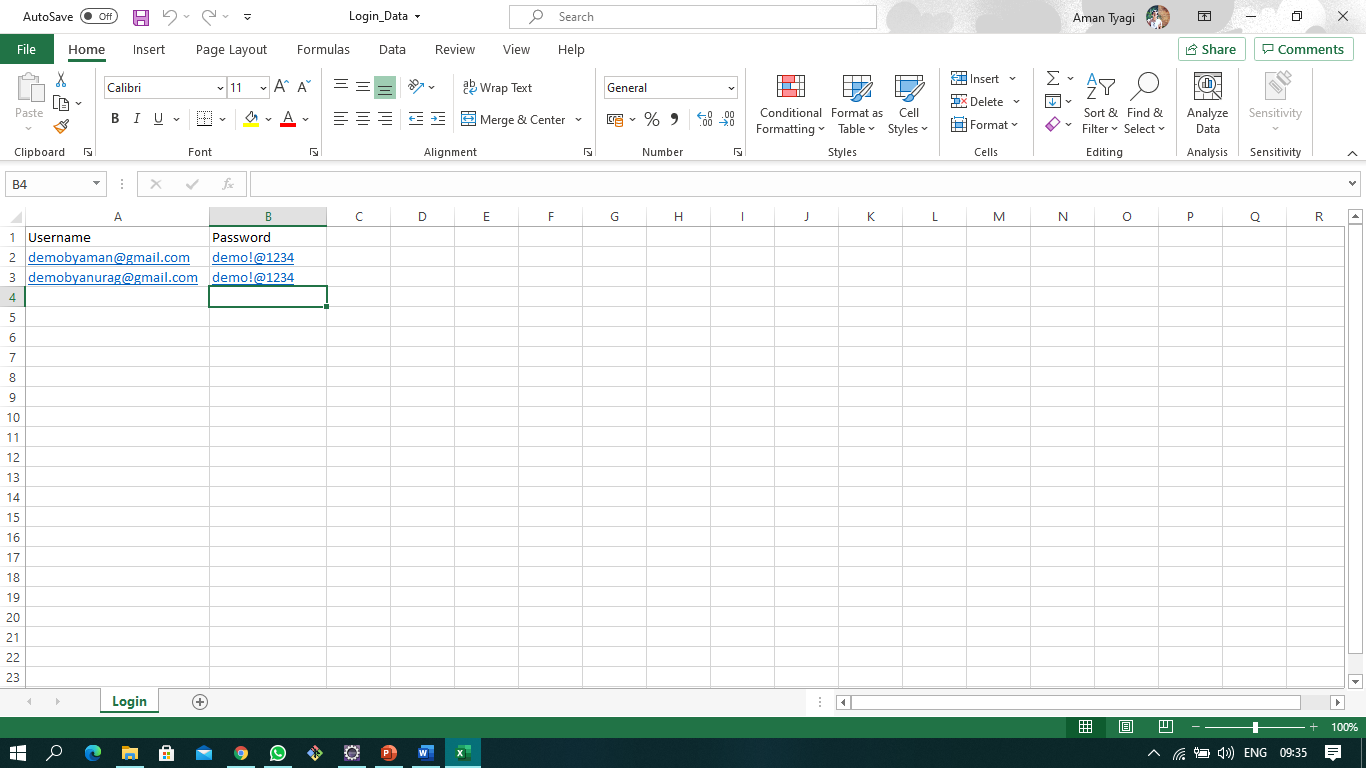 AutoSave Off Login_Data Search Aman Tyagi
File Home Insert Page Layout Formulas Data Review View Help Share Comments
Paste Calibri 11 Wrap Text General Conditional Formatting Format as Table Cell Styles Insert Sort & Filter Find & Select Analyze Data Sensitivity
B I U Merge & Center % Delete
Format
Clipboard Font Alignment Number Styles Cells Editing Analysis Sensitivity
B4 fx
A B C D E F G H I J K L M N O P Q R
1 Username Password
2 demobyaman@gmail.com demo!@1234
3 demobyanurag@gmail.com demo!@1234
4
5
6
7
8
9
10
11
12
13
14
15
16
17
18
19
20
21
22
23
Login
100%
ENG 09:35